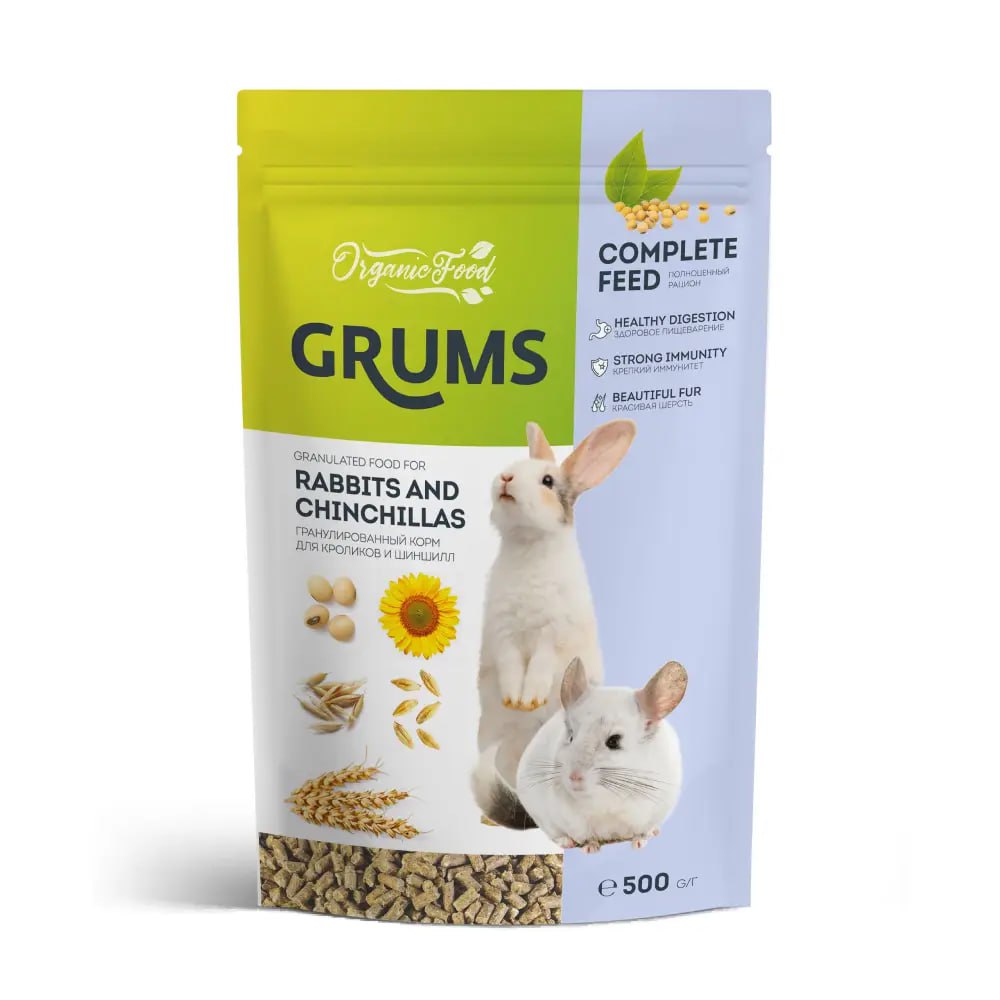 Organic Food
GRUMS
GRANULATED FOOD FOR
RABBITS AND
CHINCHILLAS
ГРАНУЛИРОВАННЫЙ КОРМ
ДЛЯ КРОЛИКОВ И ШИНШИЛЛ
COMPLETE
FEED
ПОЛНОЦЕННЫЙ
РАЦИОН
HEALTHY DIGESTION
ЗДОРОВОЕ ПИЩЕВАРЕНИЕ
STRONG IMMUNITY
КРЕПКИЙ ИММУНИТЕТ
BEAUTIFUL FUR
КРАСИВАЯ ШЕРСТЬ
℮ 500 G/Г